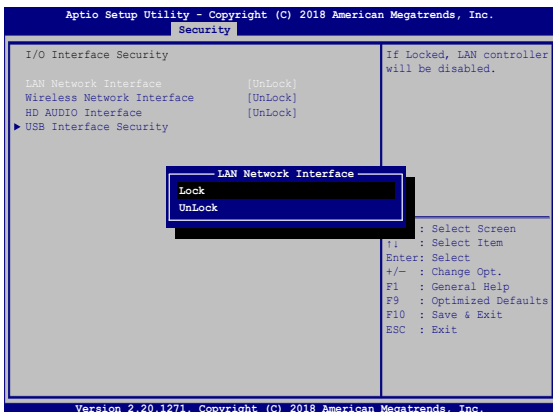 Aptio Setup Utility – Copyright (C) 2018 American Megatrends, Inc.
Security
I/O Interface Security
LAN Network Interface [UnLock]
Wireless Network Interface [UnLock]
HD AUDIO Interface [UnLock]
USB Interface Security
If Locked, LAN controller
will be disabled.
LAN Network Interface
Lock
UnLock
: Select Screen
↑↓ : Select Item
Enter: Select
+/— : Change Opt.
F1 : General Help
F9 : Optimized Defaults
F10 : Save & Exit
ESC : Exit
Version 2.20.1271. Copyright (C) 2018 American Megatrends, Inc.